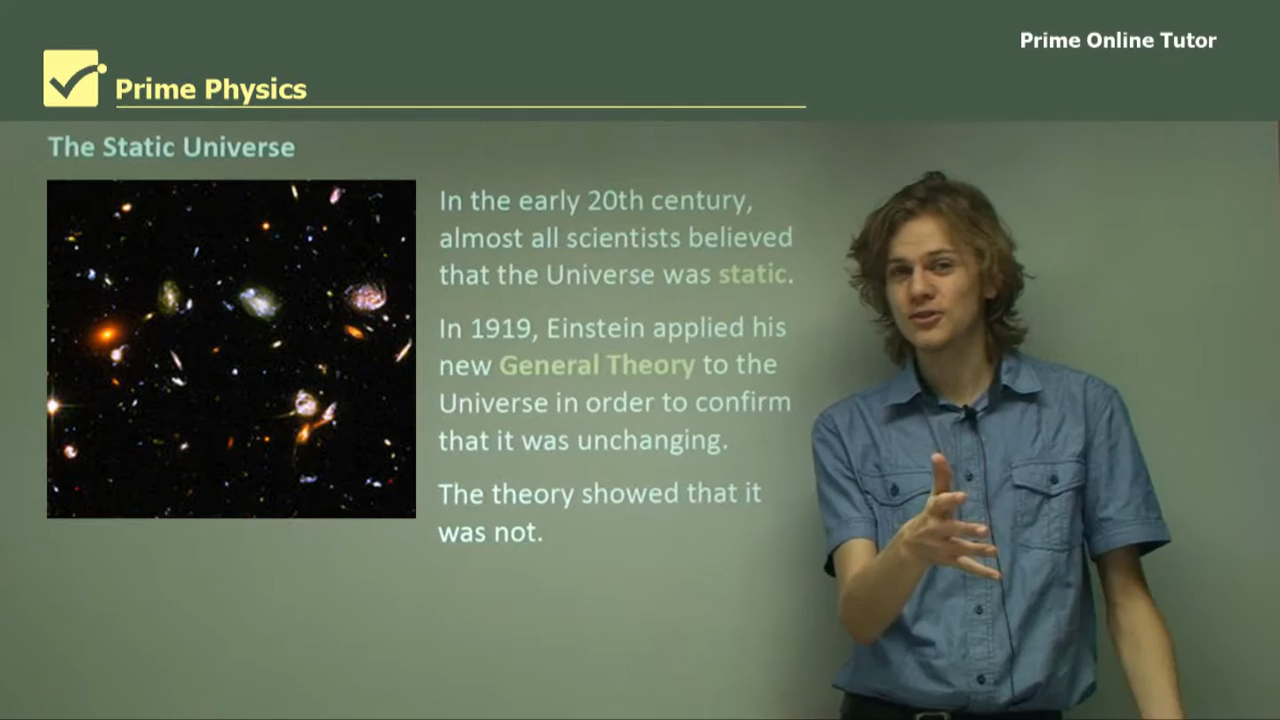 Prime Online Tutor
Prime Physics
The Static Universe
In the early 20th century,
almost all scientists believed
that the Universe was static.
In 1919, Einstein applied his
new General Theory to the
Universe in order to confirm
that it was unchanging.
The theory showed that it
was not.